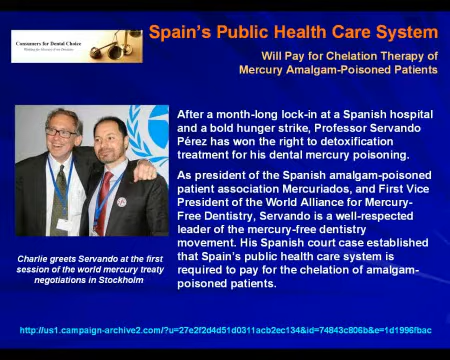 Spain's Public Health Care System
Consumers for Dental Choice
Will Pay for Chelation Therapy of
Mercury Amalgam-Poisoned Patients
After a month-long lock-in at a Spanish hospital
and a bold hunger strike, Professor Servando
Pérez has won the right to detoxification
treatment for his dental mercury poisoning.
As president of the Spanish amalgam-poisoned
patient association Mercuriados, and First Vice
President of the World Alliance for Mercury-
Free Dentistry, Servando is a well-respected
leader of the mercury-free dentistry
movement. His Spanish court case established
that Spain's public health care system is
required to pay for the chelation of amalgam-
poisoned patients.
Charlie greets Servando at the first
session of the world mercury treaty
negotiations in Stockholm
http://us1.campaign-archive2.com/?u=27e2f2d4d51d0311acb2ec134&id=74843c806b&e=1d1996fbac